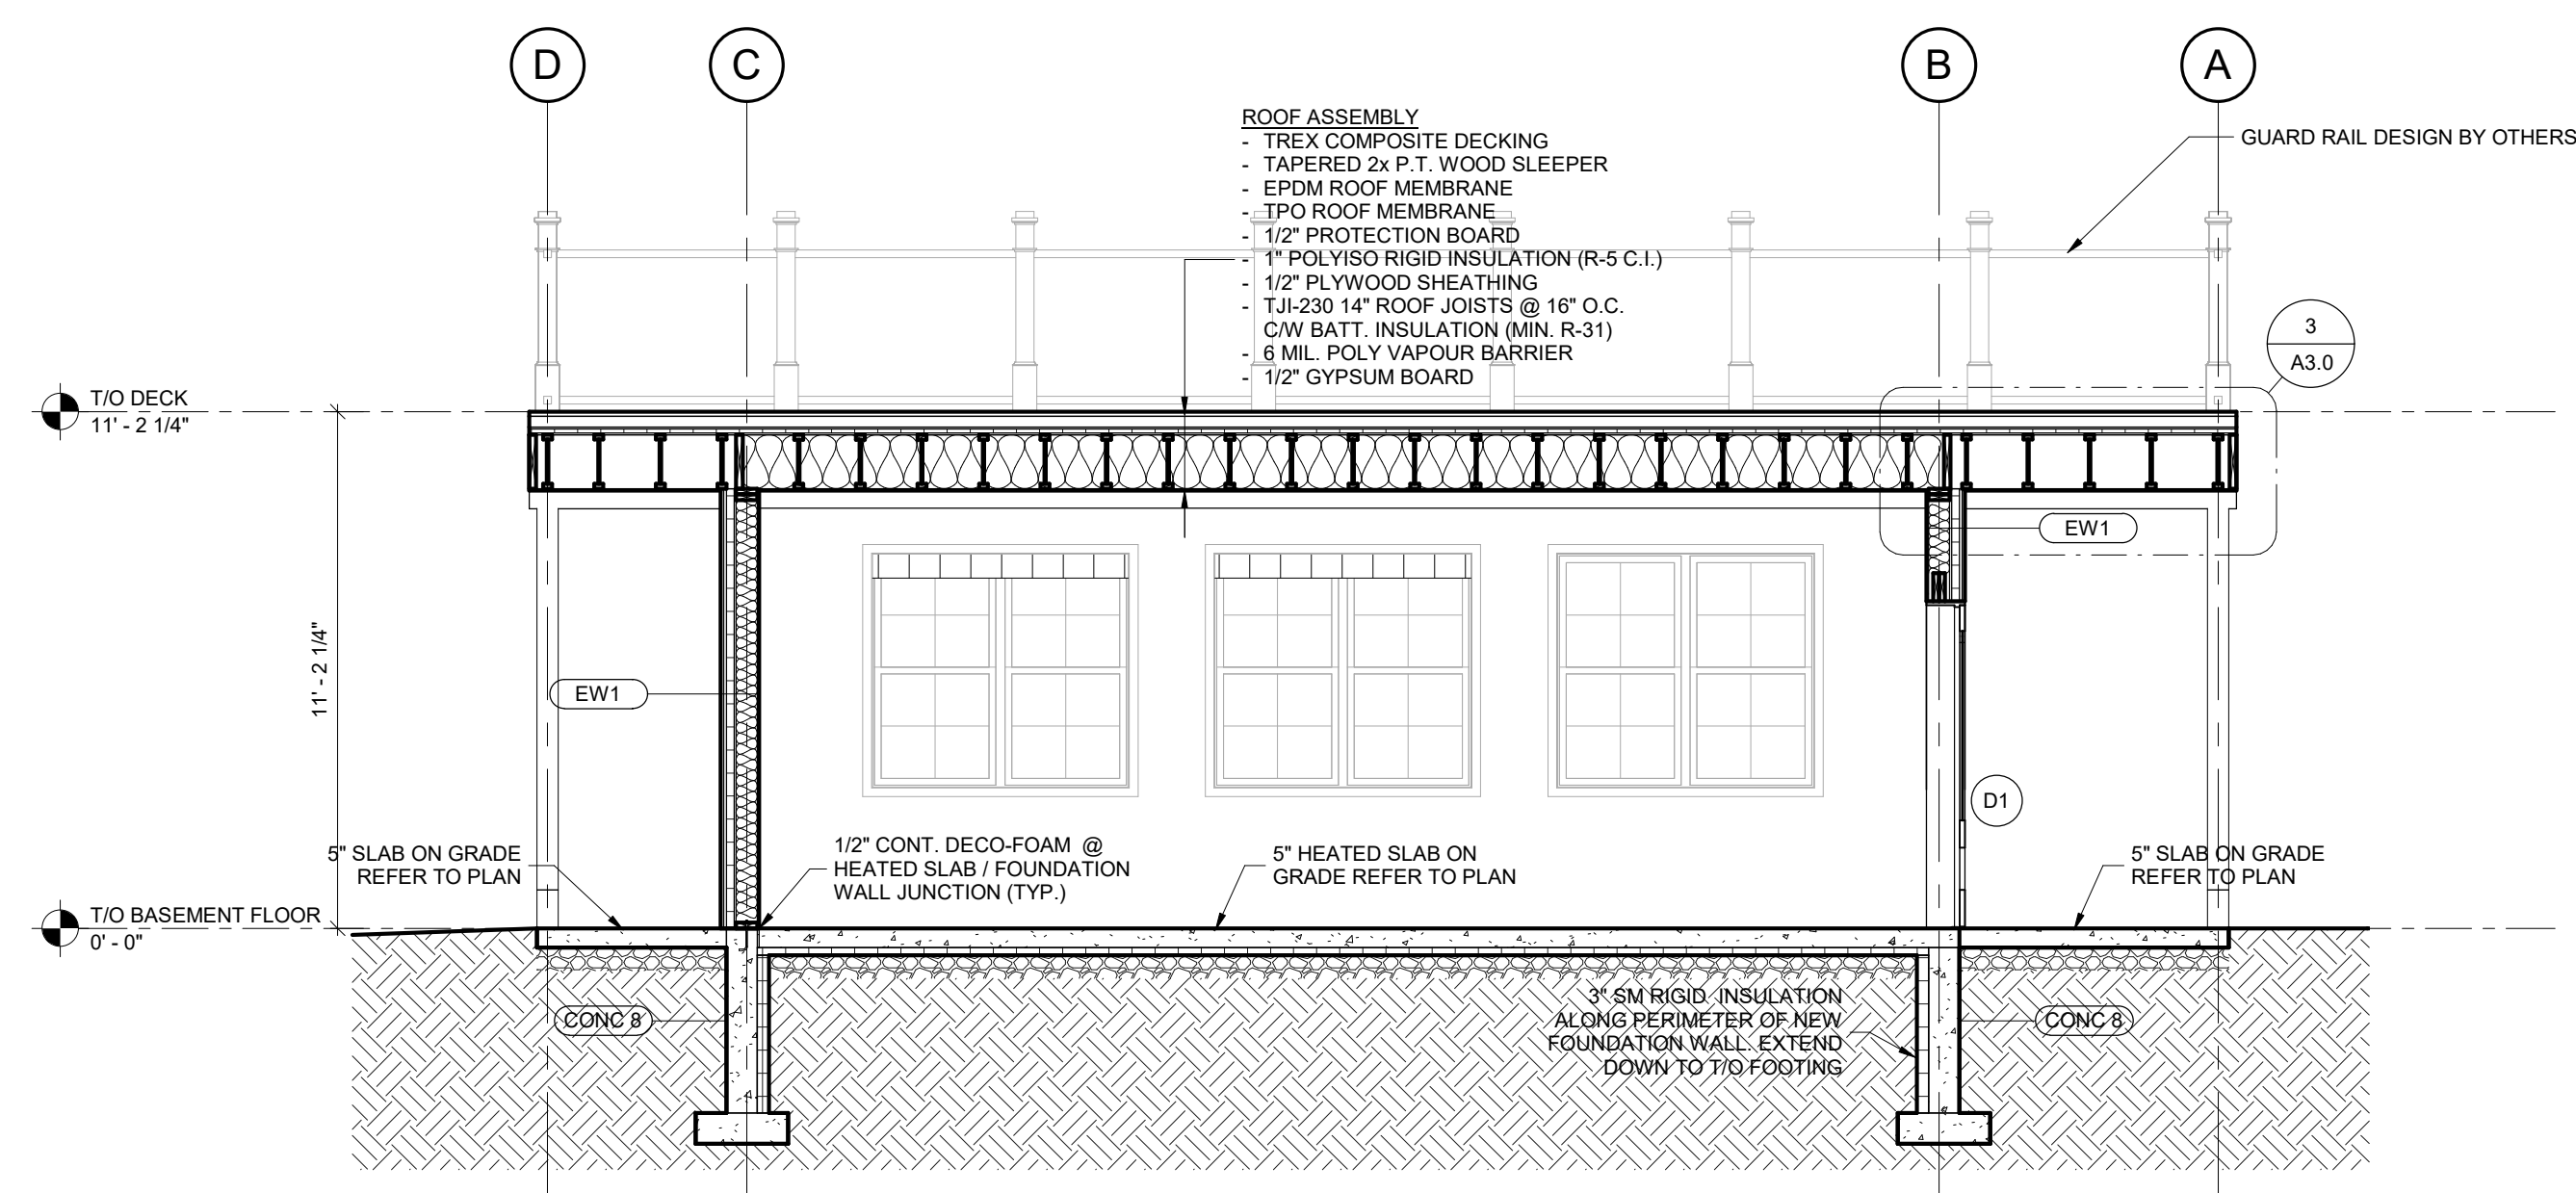 D
C
B
A
ROOF ASSEMBLY
- TREX COMPOSITE DECKING
- TAPERED 2x P.T. WOOD SLEEPER
- EPDM ROOF MEMBRANE
- TPO ROOF MEMBRANE
- 1/2" PROTECTION BOARD
- 1" POLYISO RIGID INSULATION (R-5 C.I.)
- 1/2" PLYWOOD SHEATHING
- TJI-230 14" ROOF JOISTS @ 16" O.C.
C/W BATT. INSULATION (MIN. R-31)
- 6 MIL. POLY VAPOUR BARRIER
- 1/2" GYPSUM BOARD
GUARD RAIL DESIGN BY OTHERS
3
A3.0
T/O DECK
11' - 2 1/4"
EW1
11' - 2 1/4"
EW1
D1
5" SLAB ON GRADE
REFER TO PLAN
1/2" CONT. DECO-FOAM @
HEATED SLAB / FOUNDATION
WALL JUNCTION (TYP.)
5" HEATED SLAB ON
GRADE REFER TO PLAN
5" SLAB ON GRADE
REFER TO PLAN
T/O BASEMENT FLOOR
0' - 0"
CONC 8
3" SM RIGID INSULATION
ALONG PERIMETER OF NEW
FOUNDATION WALL. EXTEND
DOWN TO T/O FOOTING
CONC 8